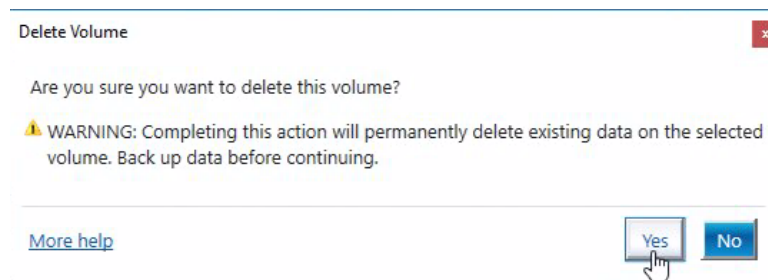 Delete Volume
Are you sure you want to delete this volume?
WARNING: Completing this action will permanently delete existing data on the selected
volume. Back up data before continuing.
More help
Yes
No